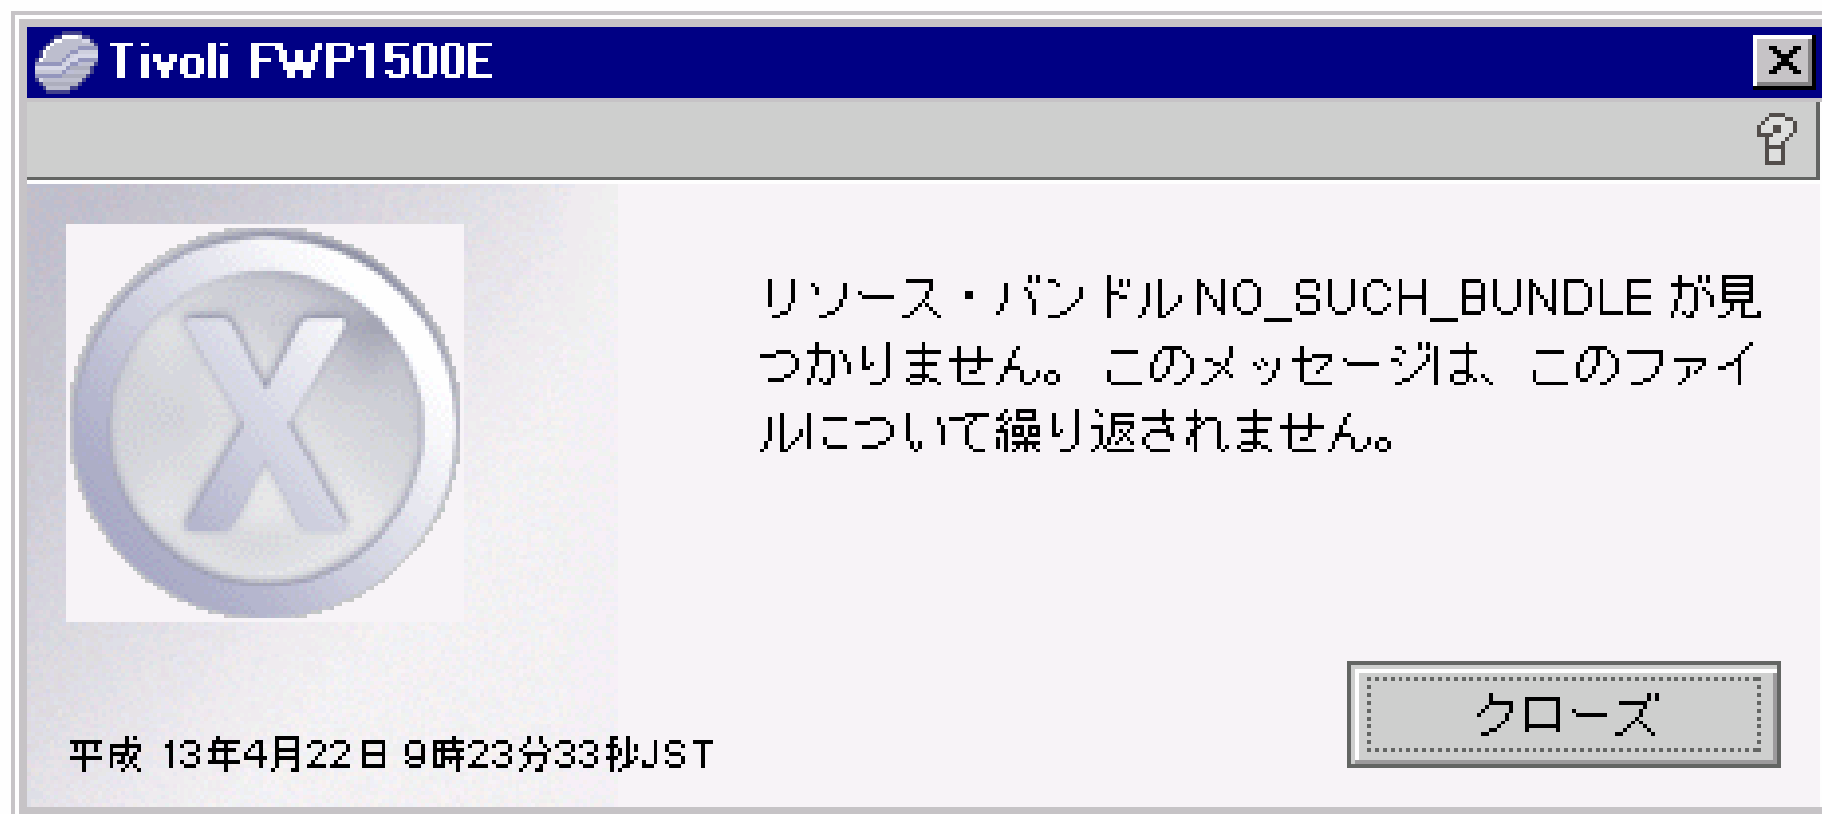 Tivoli FWP1500E
リソース・バンドル NO_SUCH_BUNDLE が見
つかりません。 このメッセージは、このファイ
ルについて繰り返されません。
クローズ
平成 13年4月22日 9時23分33秒JST